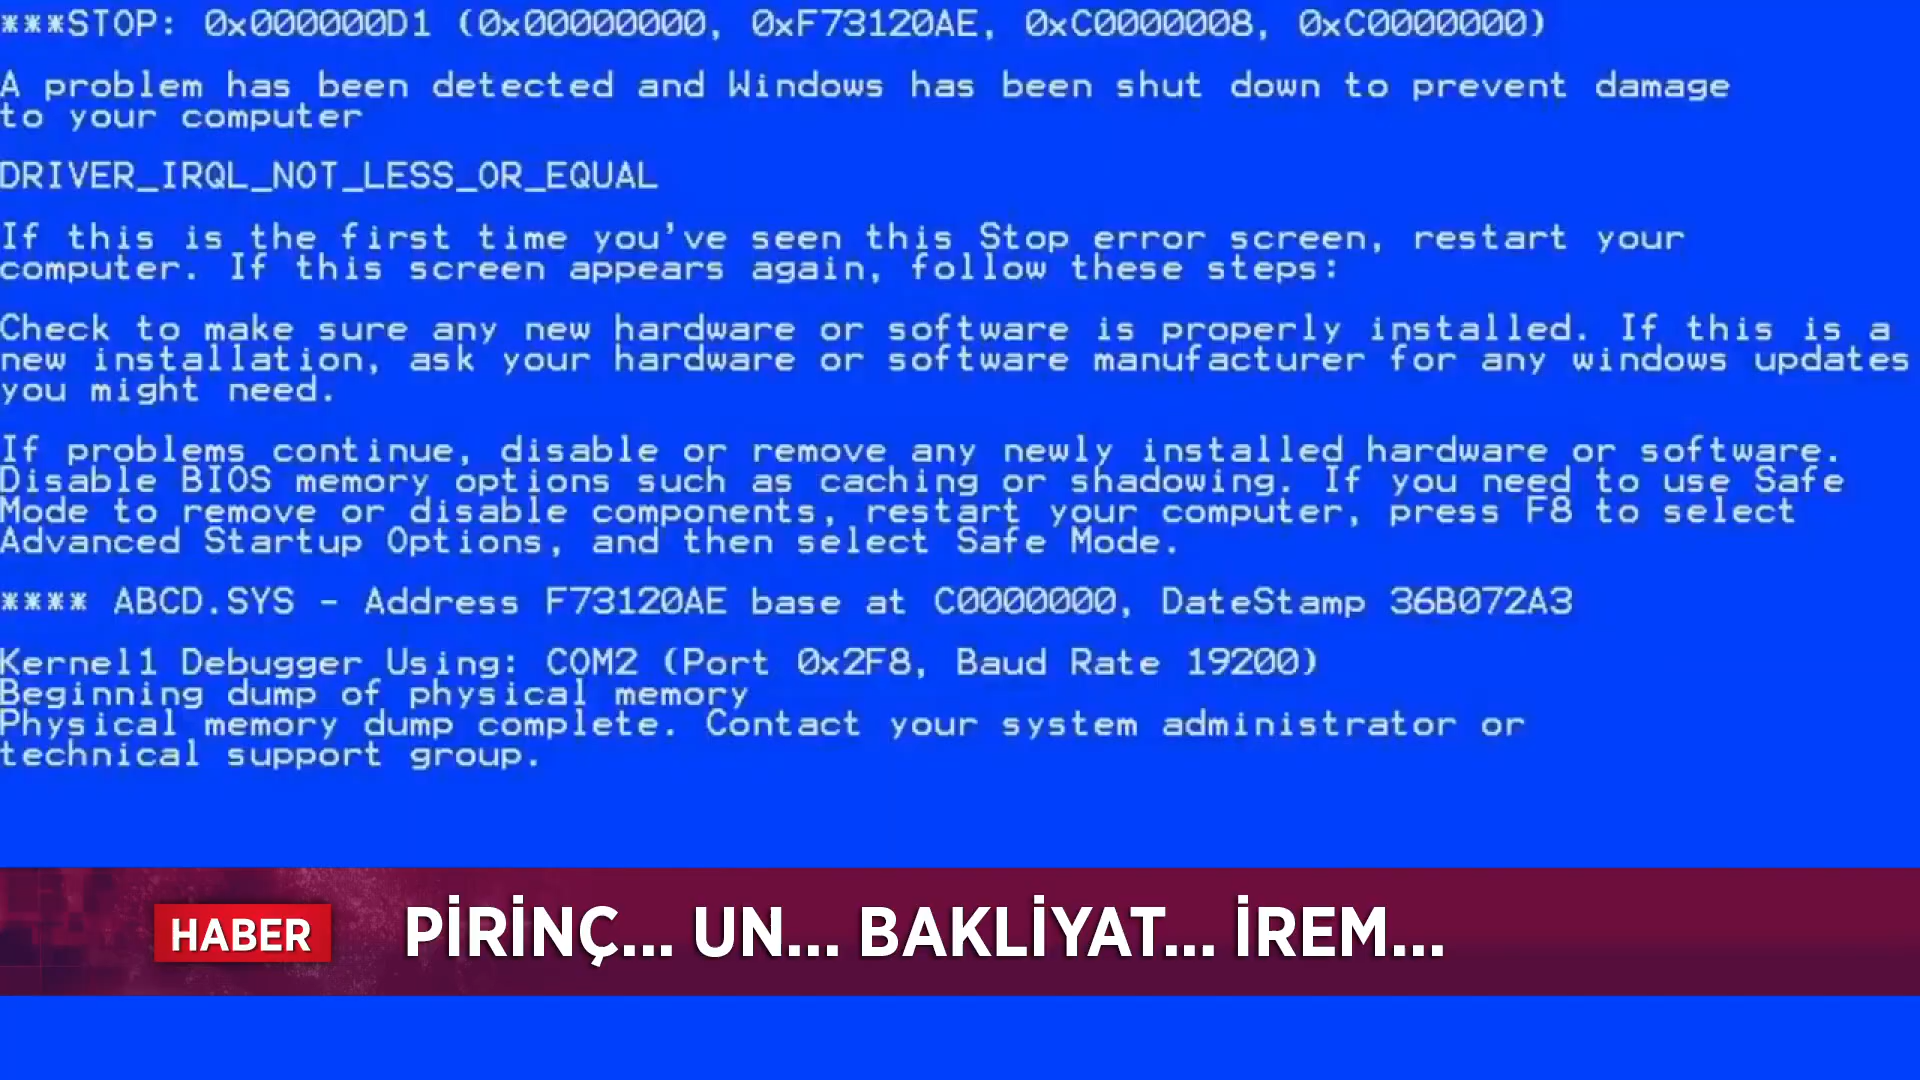 ***STOP: 0x000000D1 (0x00000000, 0xF73120AE, 0xC0000008, 0xC0000000)
A problem has been detected and Windows has been shut down to prevent damage
to your computer
DRIVER_IRQL_NOT_LESS_OR_EQUAL
If this is the first time you've seen this Stop error screen, restart your
computer. If this screen appears again, follow these steps:
Check to make sure any new hardware or software is properly installed. If this is a
new installation, ask your hardware or software manufacturer for any windows updates
you might need.
If problems continue, disable or remove any newly installed hardware or software.
Disable BIOS memory options such as caching or shadowing. If you need to use Safe
Mode to remove or disable components, restart your computer, press F8 to select
Advanced Startup Options, and then select Safe Mode.
**** ABCD.SYS - Address F73120AE base at C0000000, DateStamp 36B072A3
Kernel1 Debugger Using: COM2 (Port 0x2F8, Baud Rate 19200)
Beginning dump of physical memory
Physical memory dump complete. Contact your system administrator or
technical support group.
HABER
PİRİNÇ... UN... BAKLİYAT... İREM...